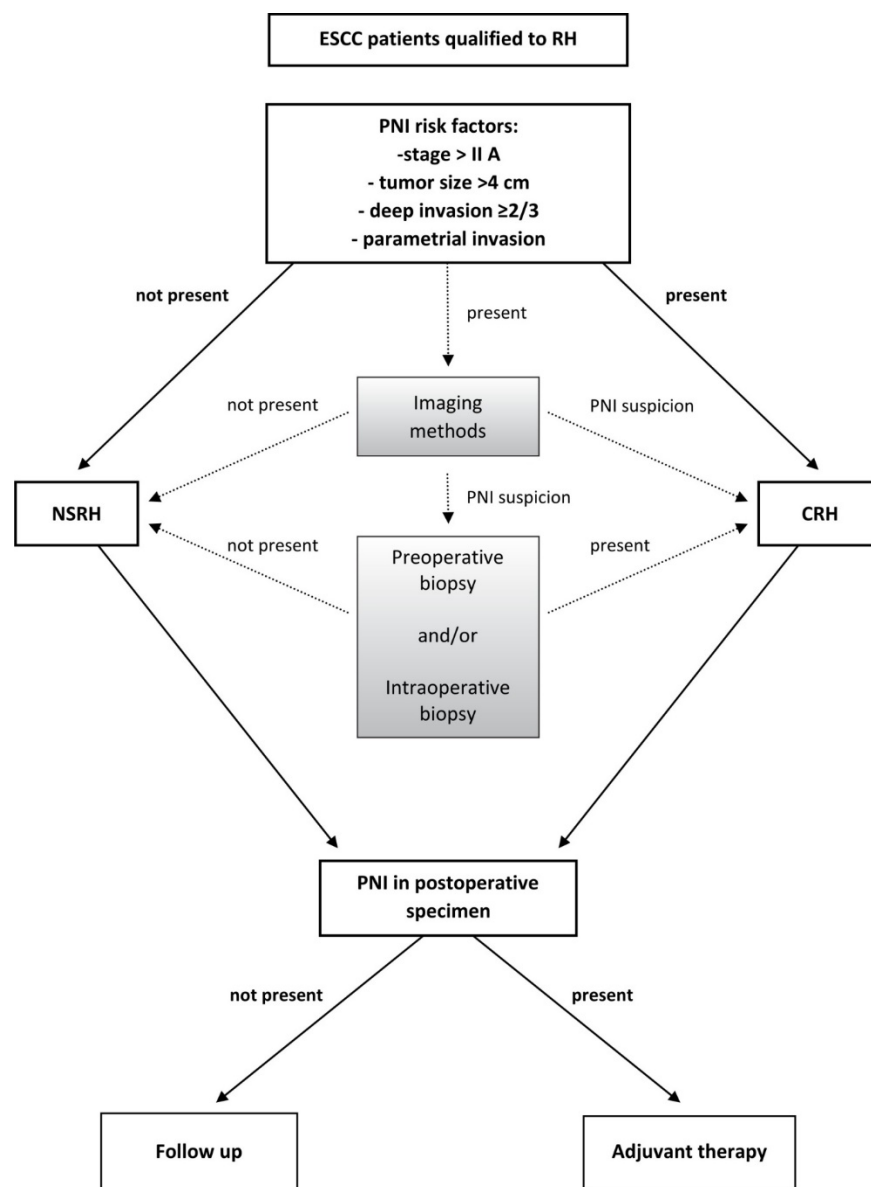 ESCC patients qualified to RH
PNI risk factors:
-stage > II A
- tumor size >4 cm
- deep invasion ≥2/3
- parametrial invasion
not present
present
present
not present
Imaging
methods
PNI suspicion
NSRH
PNI suspicion
CRH
not present
Preoperative
biopsy
and/or
Intraoperative
biopsy
present
PNI in postoperative
specimen
not present
present
Follow up
Adjuvant therapy